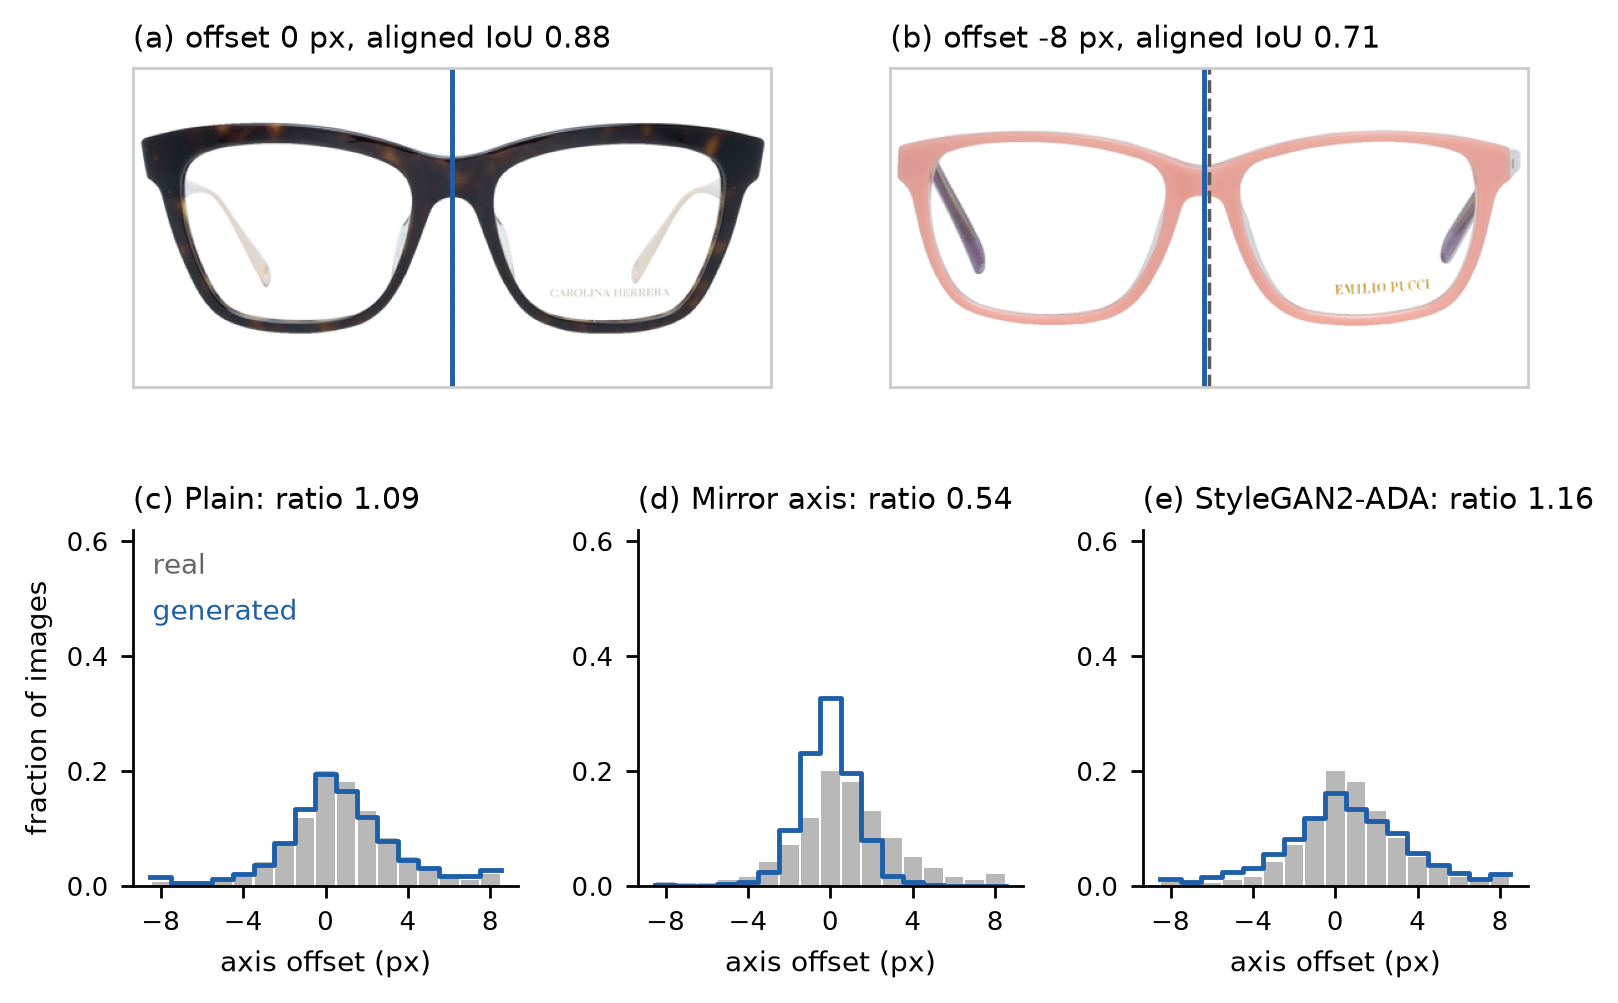 (a) offset 0 px, aligned IoU 0.88
(b) offset -8 px, aligned IoU 0.71
CAROLINA HERRERA
EMILIO PUCCI
(c) Plain: ratio 1.09
(d) Mirror axis: ratio 0.54
(e) StyleGAN2-ADA: ratio 1.16
fraction of images
0.6
0.4
0.2
0.0
real
generated
−8 −4 0 4 8
axis offset (px)
0.6
0.4
0.2
0.0
−8 −4 0 4 8
axis offset (px)
0.6
0.4
0.2
0.0
−8 −4 0 4 8
axis offset (px)